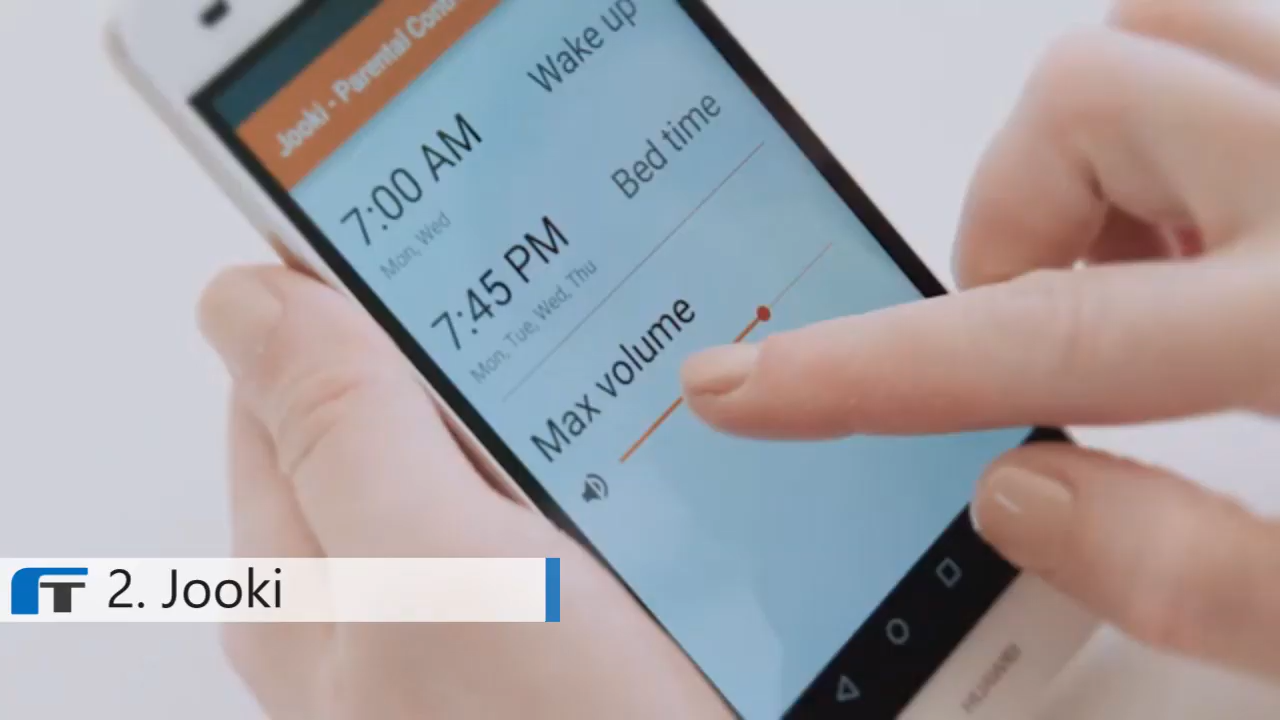 Jooki - Parental Cont
7:00 AM Wake up
Mon, Wed
7:45 PM Bed time
Mon, Tue, Wed, Thu
Max volume
HUAWEI
2. Jooki